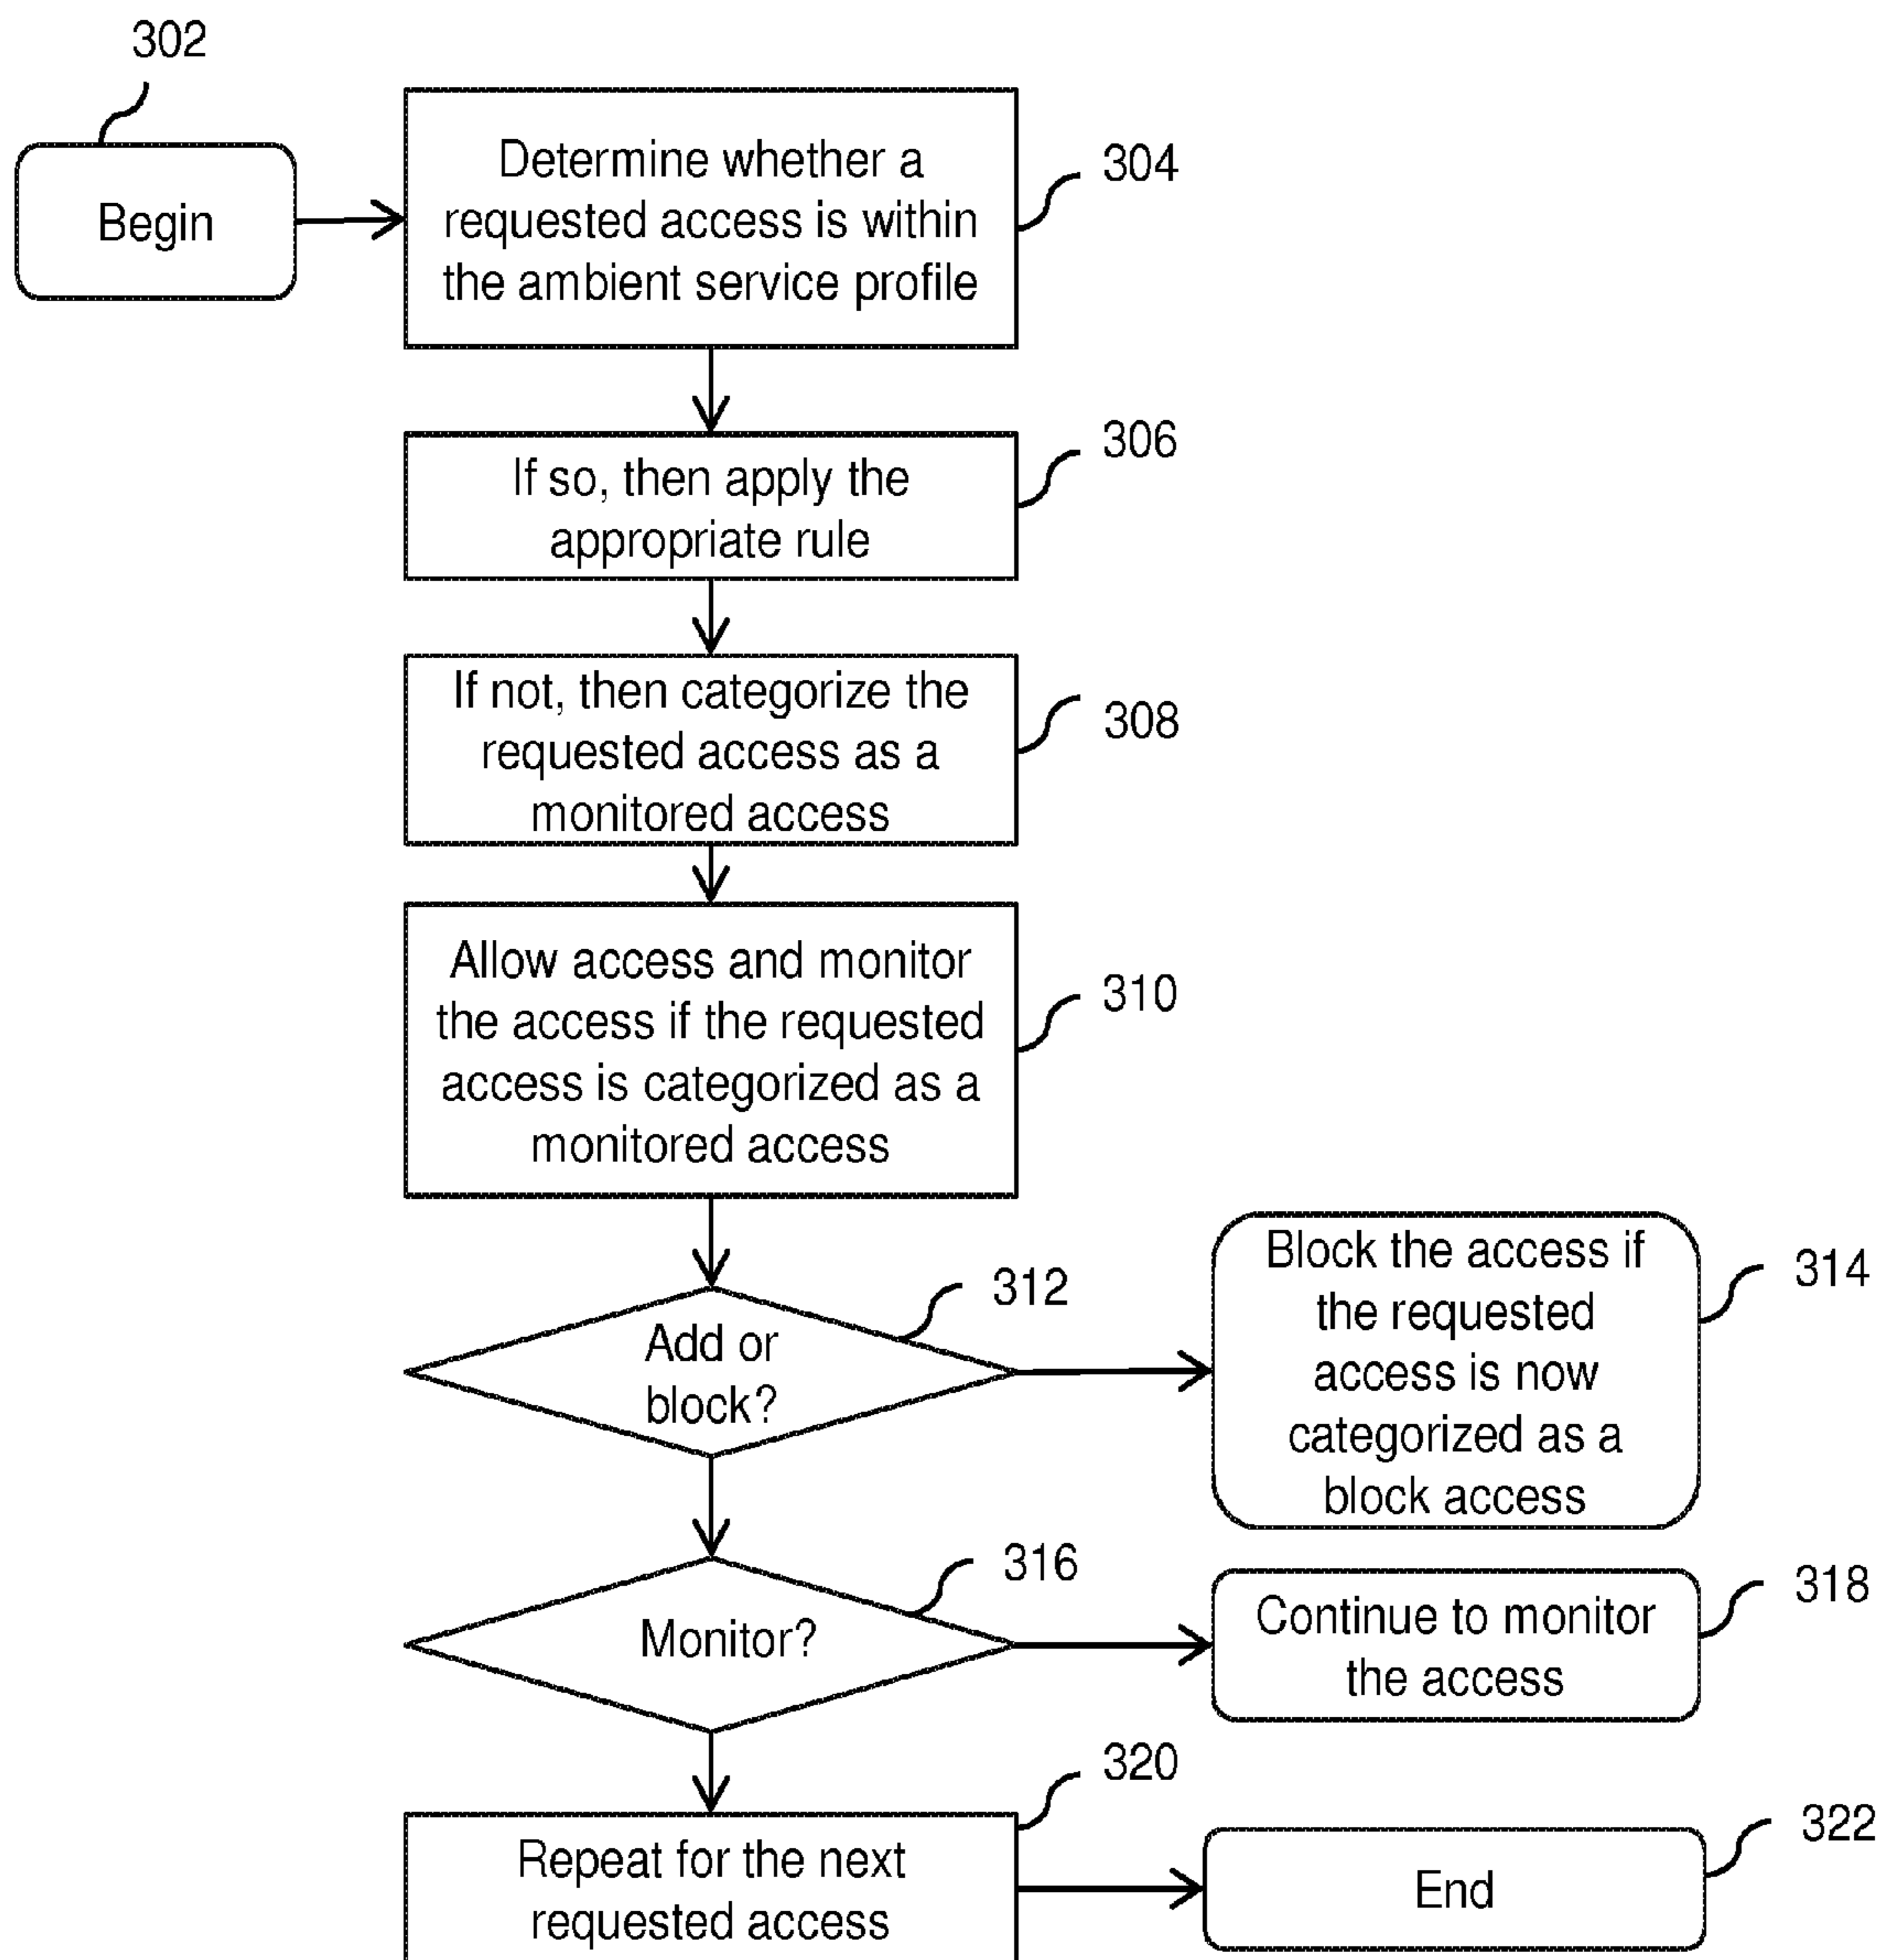 302
Begin
Determine whether a
requested access is within
the ambient service profile
304
If so, then apply the
appropriate rule
306
If not, then categorize the
requested access as a
monitored access
308
Allow access and monitor
the access if the requested
access is categorized as a
monitored access
310
Add or
block?
312
Block the access if
the requested
access is now
categorized as a
block access
314
Monitor?
316
Continue to monitor
the access
318
Repeat for the next
requested access
320
End
322